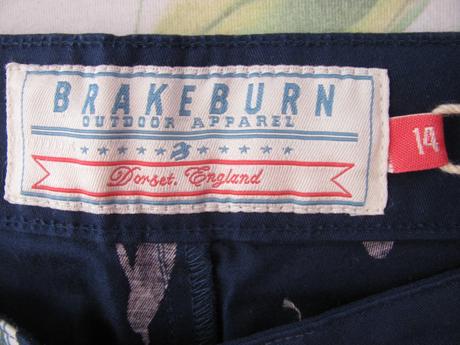 BRAKEBURN
OUTDOOR APPAREL
Dorset, England
14